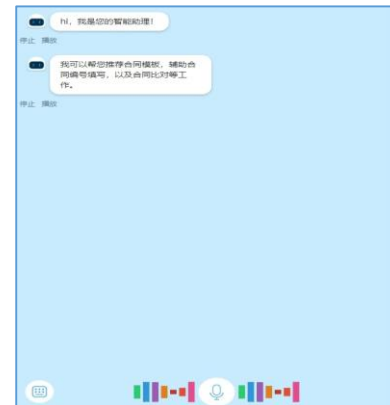 hi，我是您的智能助理！
停止 播放
我可以帮您推荐合同模板，辅助合
同编号填写，以及合同比对等工
作。
停止 播放